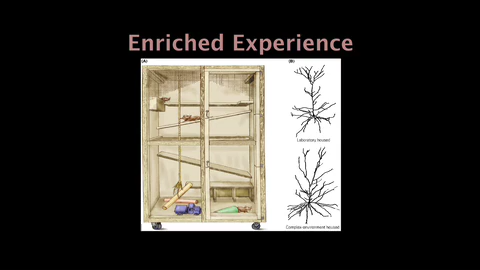 Enriched Experience
(A)
(B)
Laboratory housed
Complex-environment housed